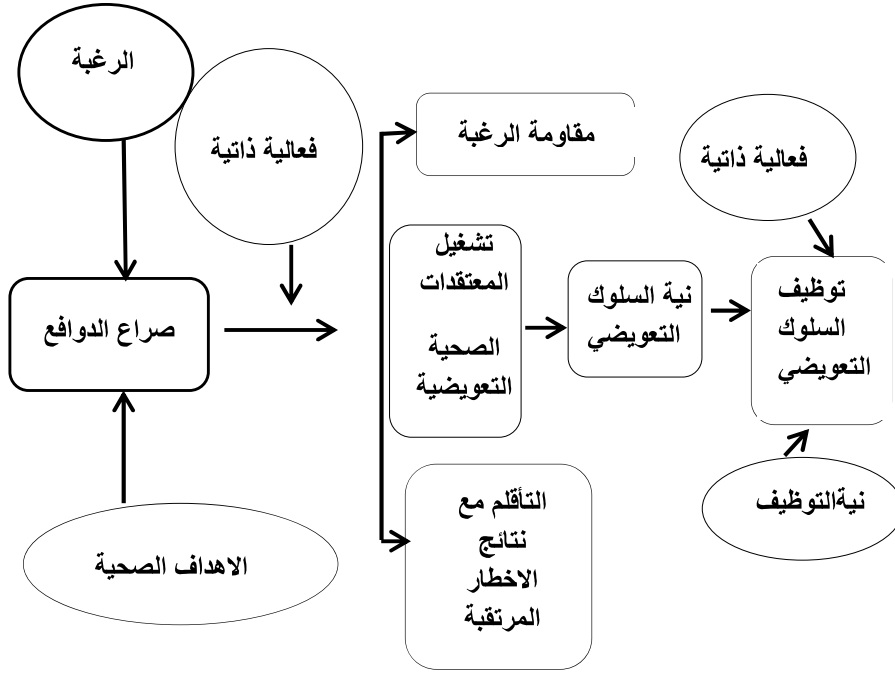 الرغبة
فعالية ذاتية
صراع الدوافع
الاهداف الصحية
مقاومة الرغبة
تشغيل
المعتقدات
الصحية
التعويضية
التأقلم مع
نتائج
الاخطار
المرتقبة
نية السلوك
التعويضي
فعالية ذاتية
توظيف
السلوك
التعويضي
نيةالتوظيف